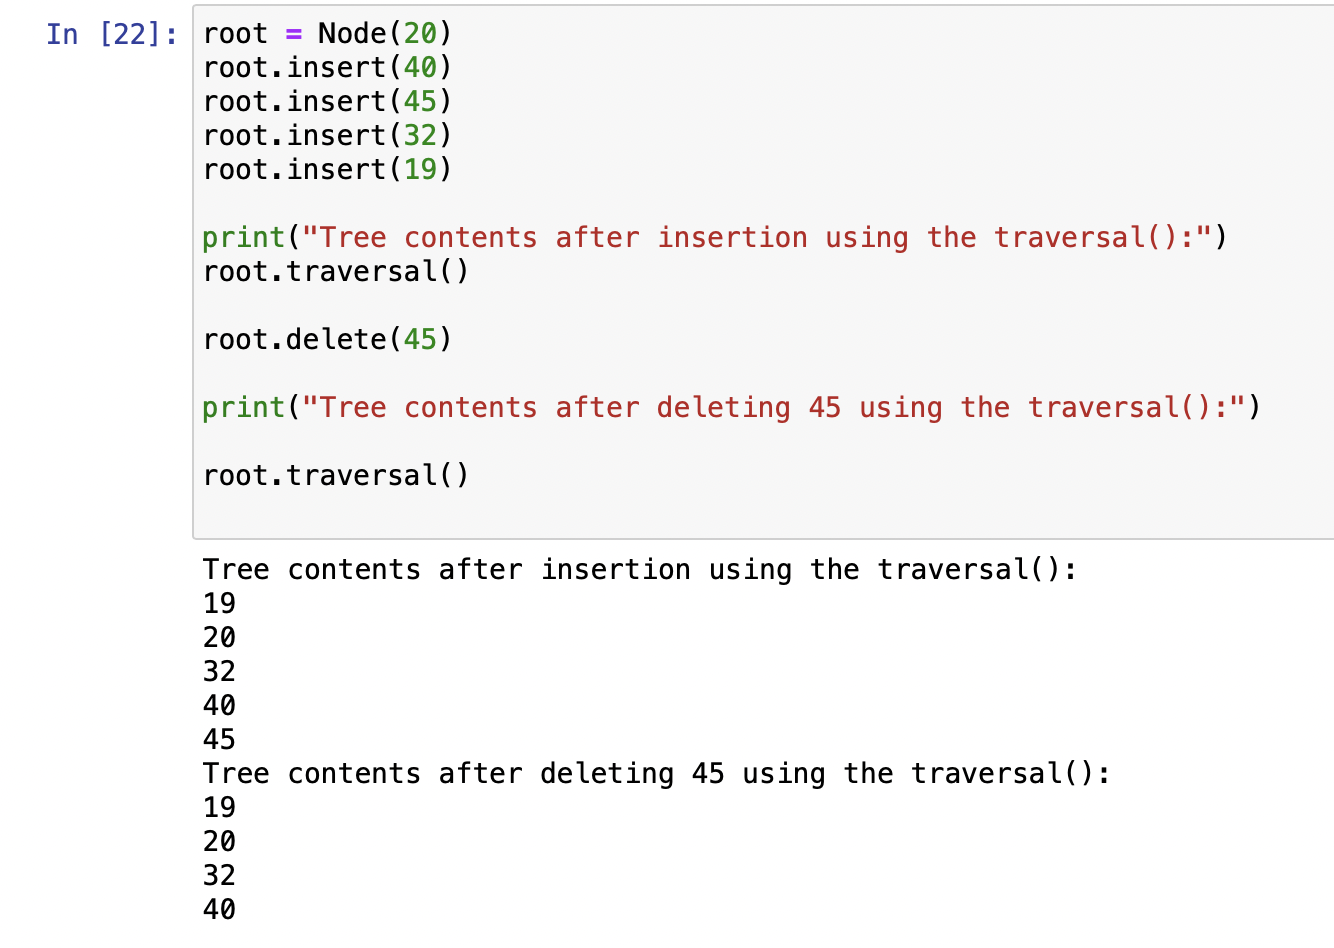 In [22]:
root = Node(20)
root.insert(40)
root.insert(45)
root.insert(32)
root.insert(19)
print("Tree contents after insertion using the traversal():")
root.traversal()
root.delete(45)
print("Tree contents after deleting 45 using the traversal():")
root.traversal()
Tree contents after insertion using the traversal():
19
20
32
40
45
Tree contents after deleting 45 using the traversal():
19
20
32
40